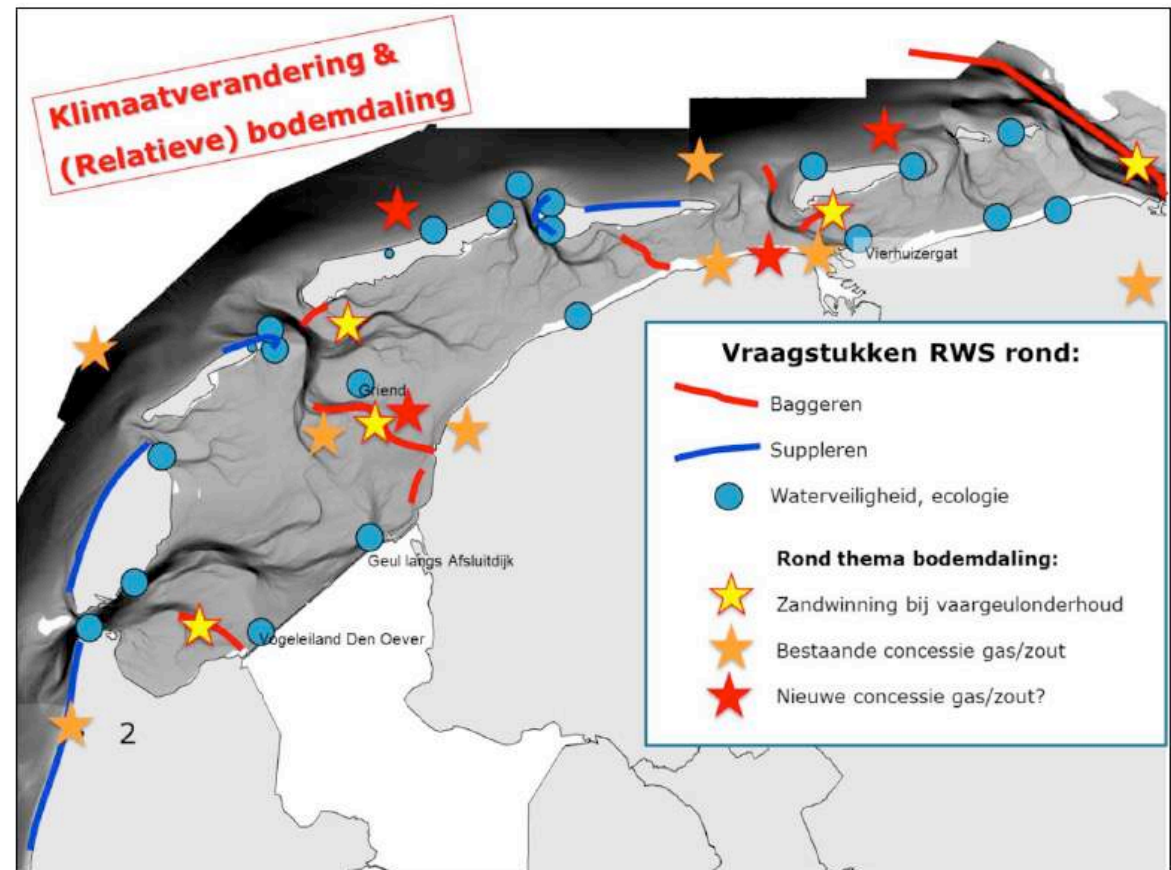 Klimaatverandering &
(Relatieve) bodemdaling
Vierhuizergat
Griend
Geul langs Afsluitdijk
Vogeleiland Den Oever
2
Vraagstukken RWS rond:
Baggeren
Suppleren
Waterveiligheid, ecologie
Rond thema bodemdaling:
Zandwinning bij vaargeulonderhoud
Bestaande concessie gas/zout
Nieuwe concessie gas/zout?